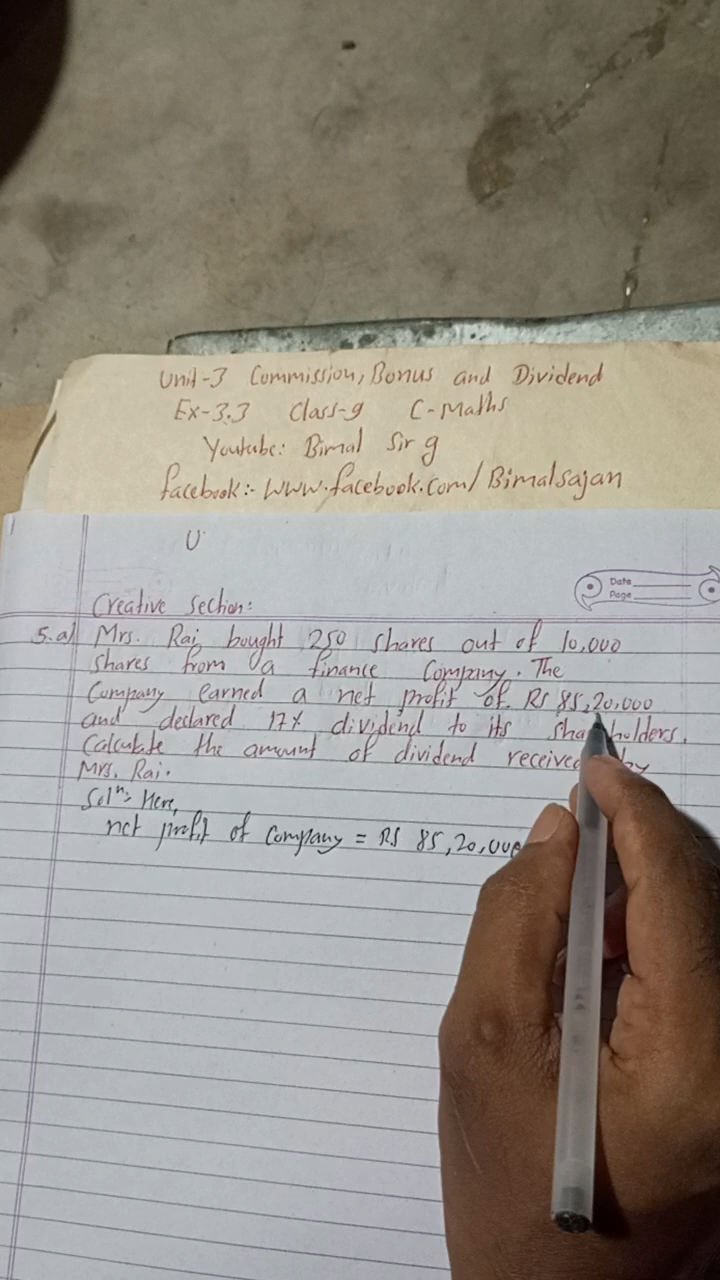 Unit-3 Commission, Bonus and Dividend
Ex-3.3 Class-9 C-Maths
Youtube: Bimal Sir g
facebook:- www.facebook.com/Bimalsajan
U
Date
Page
Creative Section:
5.a) Mrs. Rai bought 250 shares out of 10,000
shares from a finance Company. The
Company earned a net profit of Rs 85,20,000
and declared 17% dividend to its shareholders.
Calculate the amount of dividend received by
Mrs. Rai.
Solⁿ:- Here,
net profit of Company = Rs 85,20,000